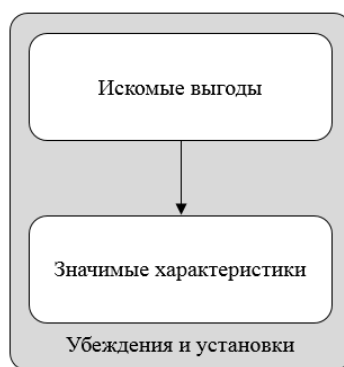 Искомые выгоды
Значимые характеристики
Убеждения и установки